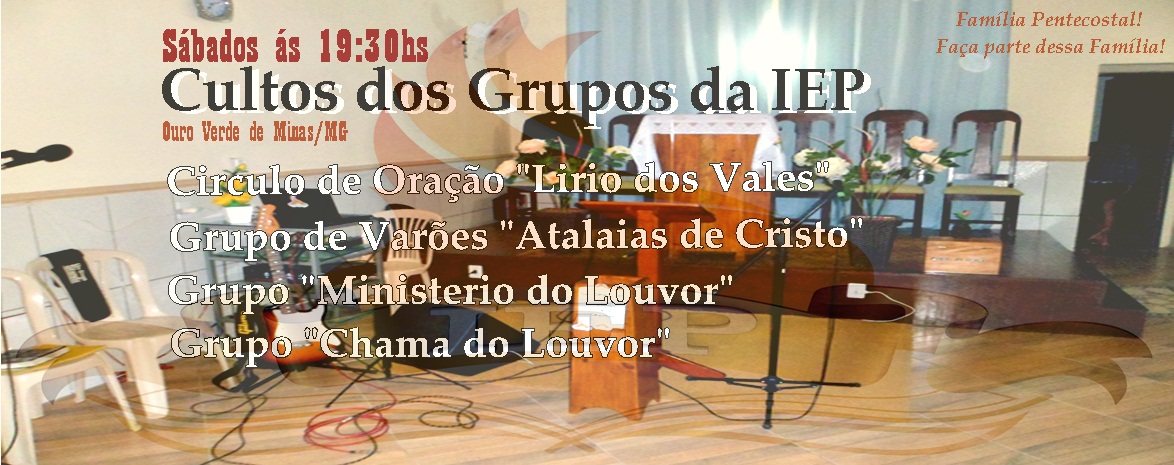 Família Pentecostal!
Faça parte dessa Família!
Sábados ás 19:30hs
Cultos dos Grupos da IEP
Ouro Verde de Minas/MG
Circulo de Oração "Lirio dos Vales"
Grupo de Varões "Atalaias de Cristo"
Grupo "Ministerio do Louvor"
Grupo "Chama do Louvor"
IEP